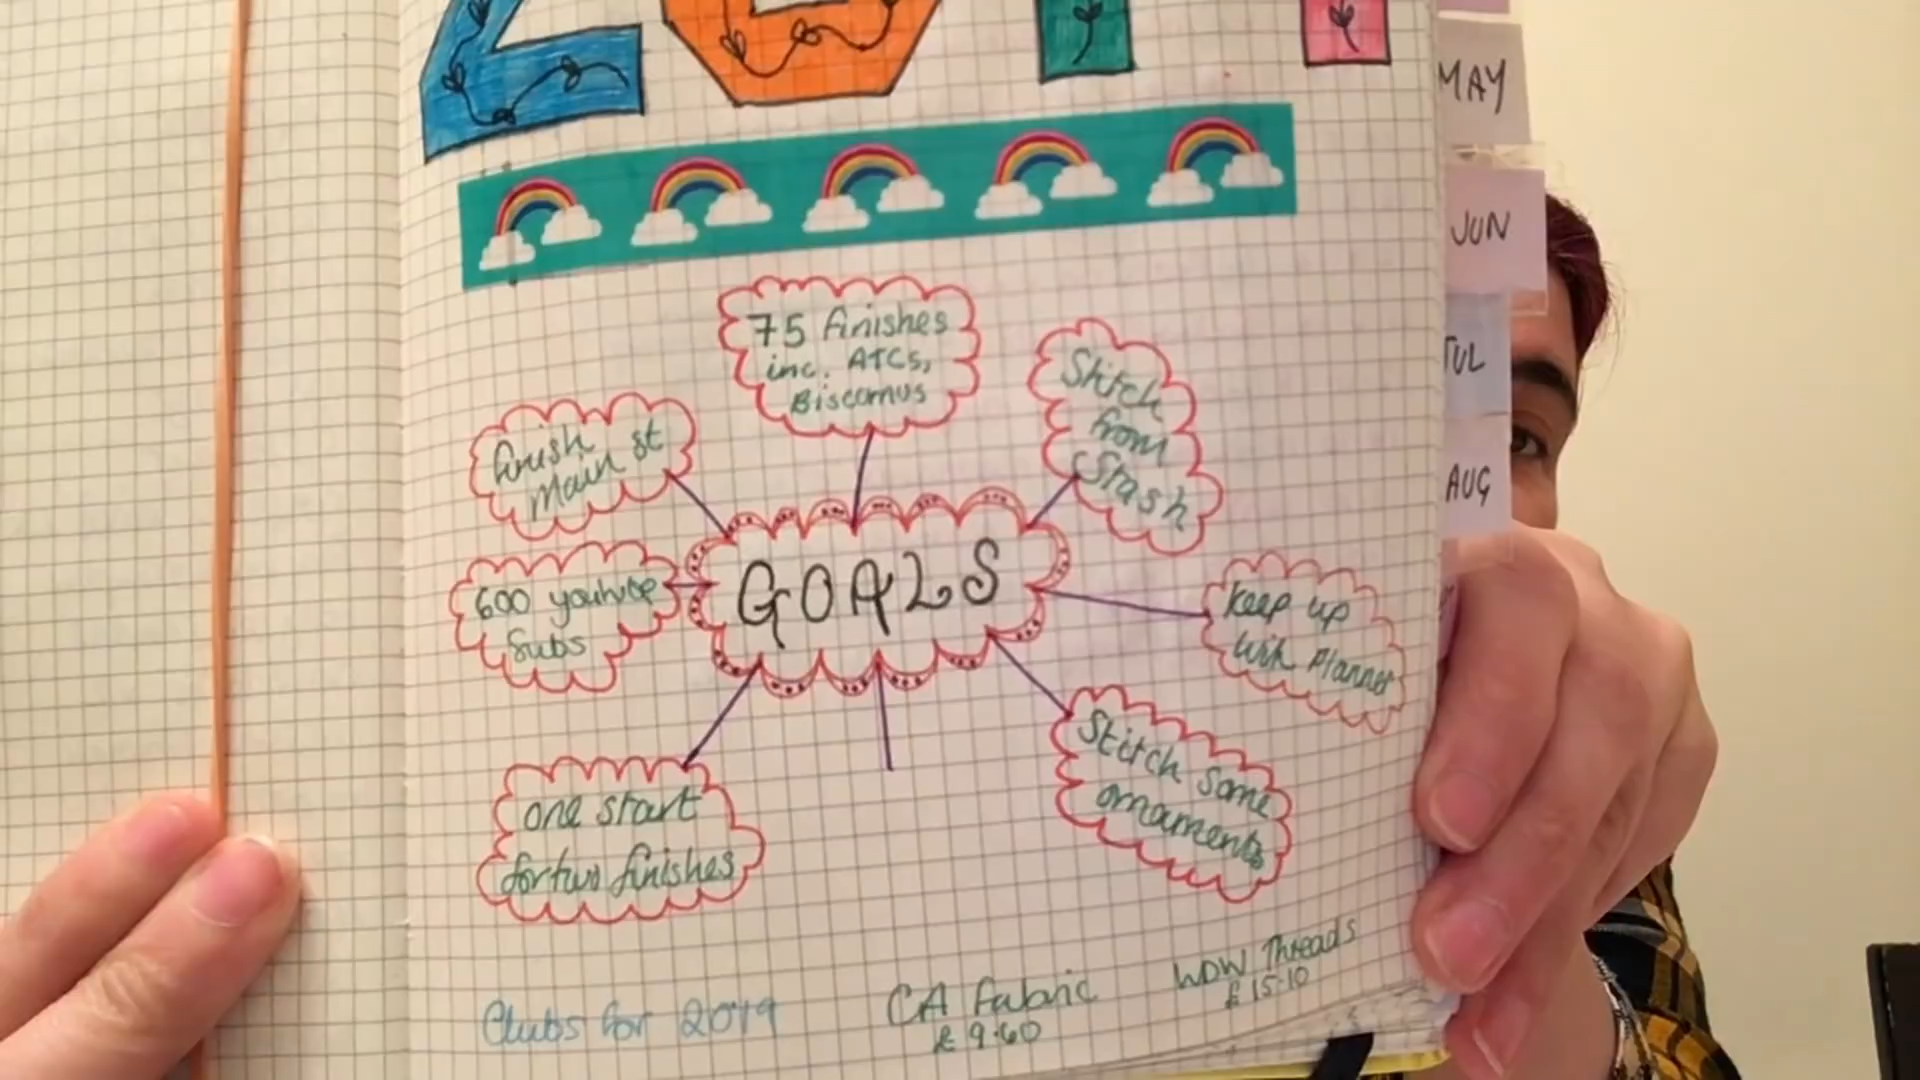 2019
MAY
JUN
JUL
AUG
75 finishes
inc. ATCs,
Biscornus
Stitch
from
Stash
finish
Main st
GOALS
600 youtube
Subs
keep up
with Planner
Stitch some
ornaments
one start
for two finishes
Clubs for 2019
CA Fabric
£9.60
WDW Threads
£15.10